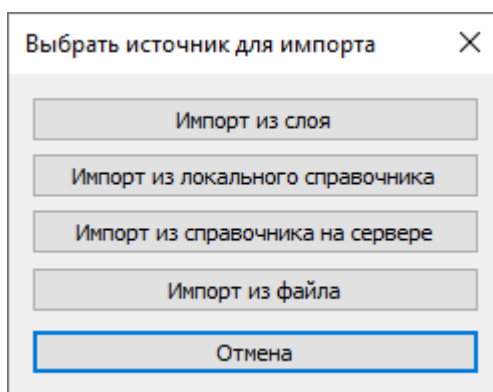 Выбрать источник для импорта
Импорт из слоя
Импорт из локального справочника
Импорт из справочника на сервере
Импорт из файла
Отмена